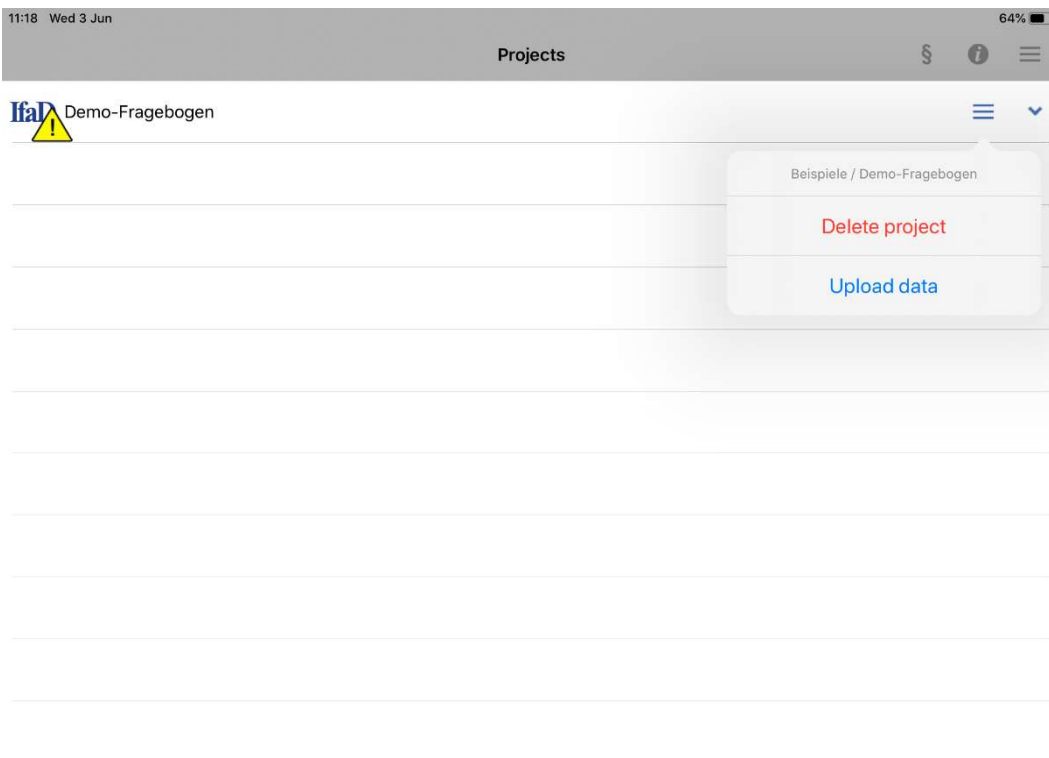 11:18 Wed 3 Jun
64%
Projects
§
IfaD
Demo-Fragebogen
Beispiele / Demo-Fragebogen
Delete project
Upload data